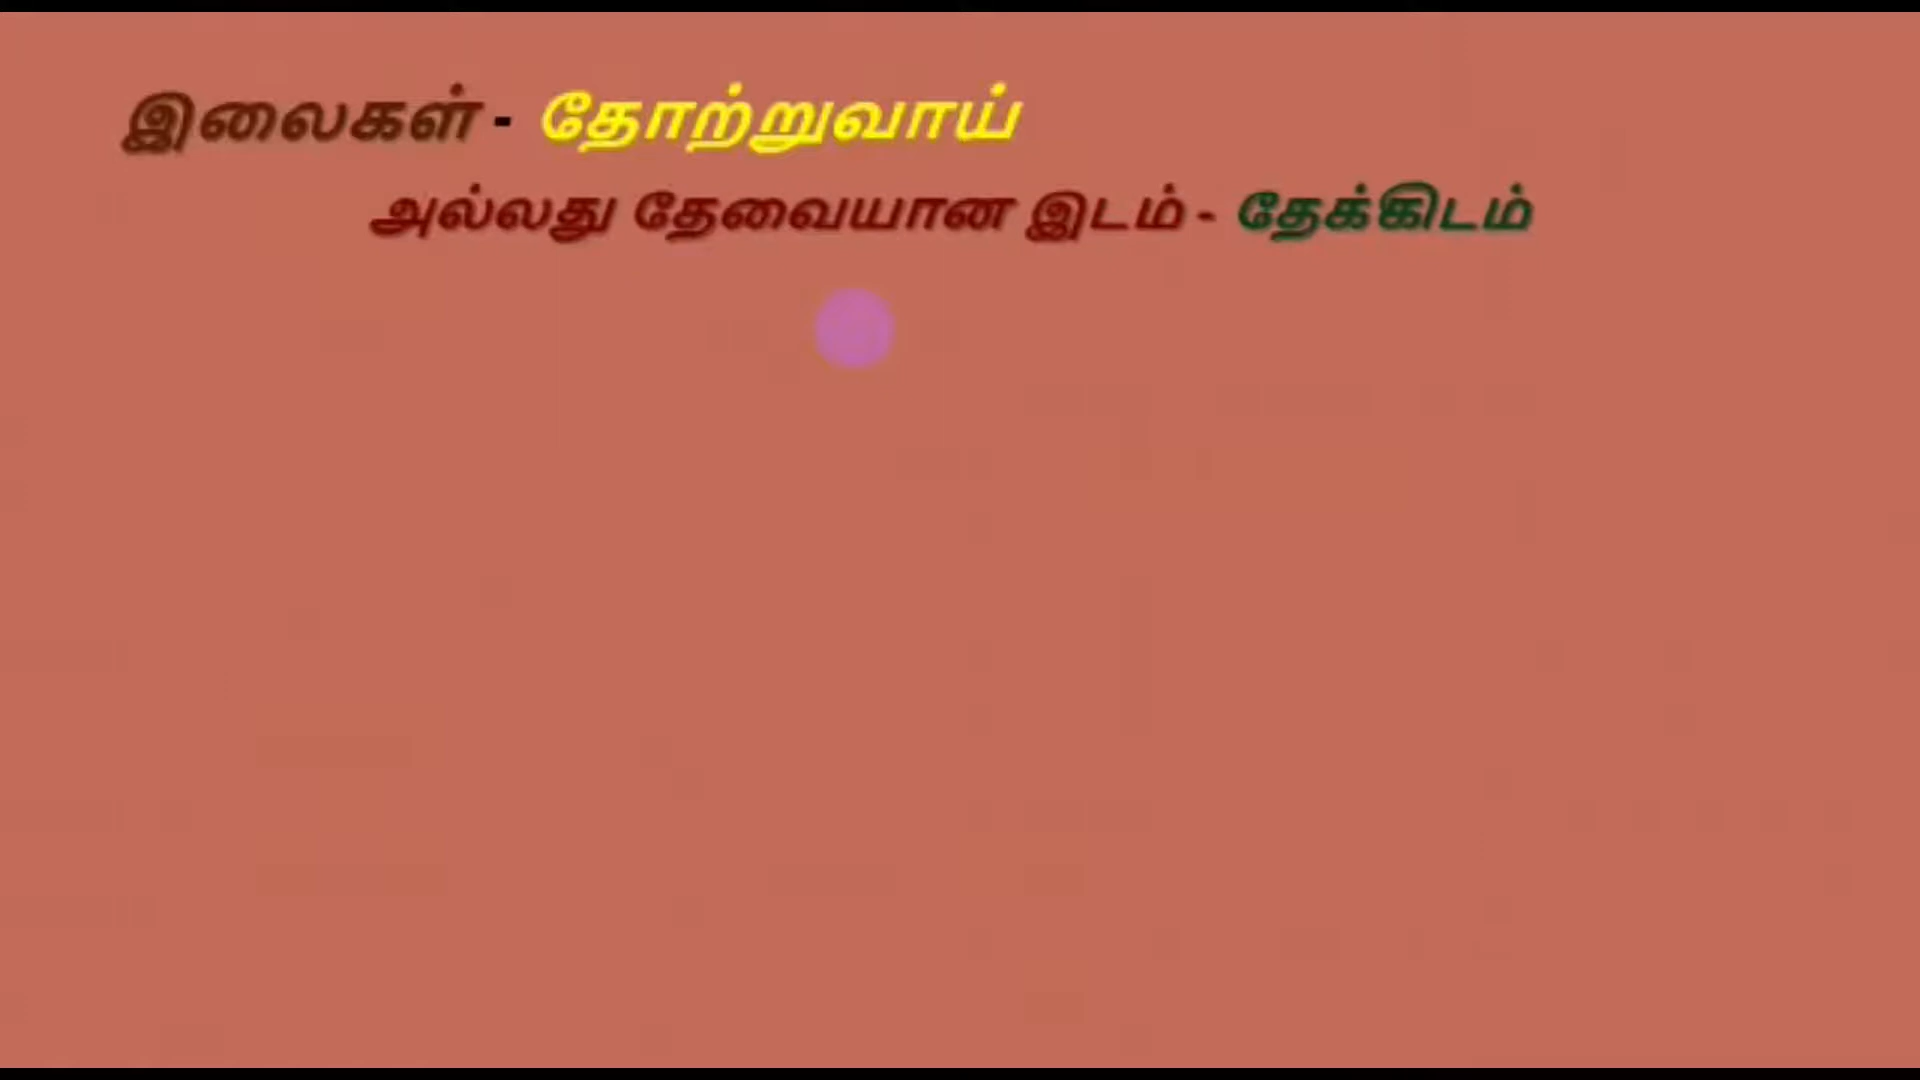 இலைகள் - தோற்றுவாய்
அல்லது தேவையான இடம் - தேக்கிடம்